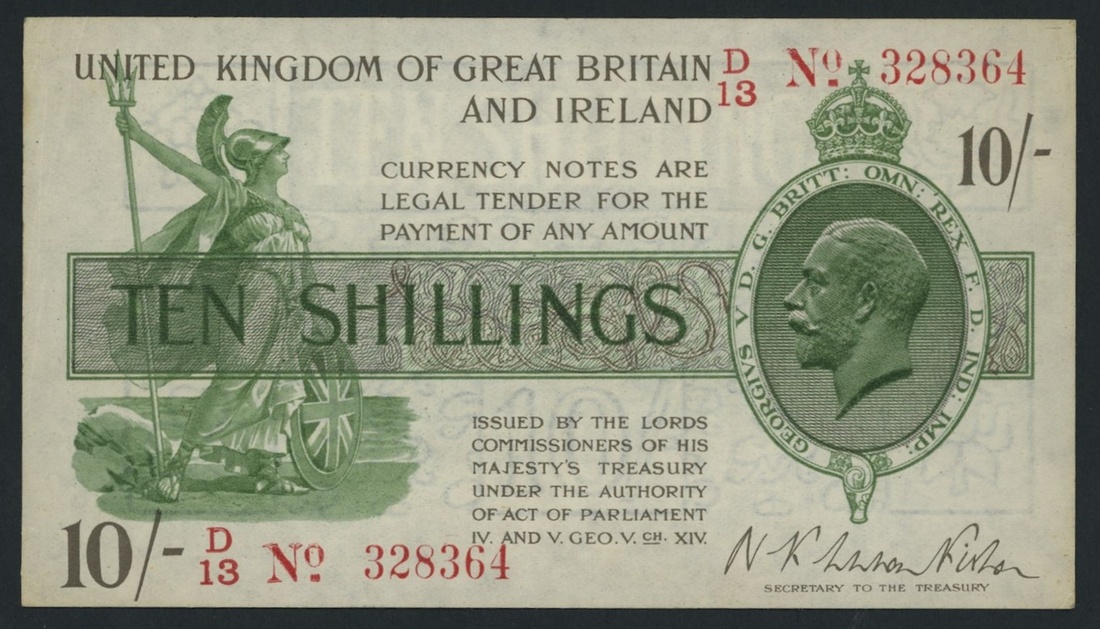 UNITED KINGDOM OF GREAT BRITAIN
AND IRELAND
D
13
No. 328364
10/-
CURRENCY NOTES ARE
LEGAL TENDER FOR THE
PAYMENT OF ANY AMOUNT
TEN SHILLINGS
GEORGIVS V D. G. BRITT: OMN: REX F. D. IND: IMP:
ISSUED BY THE LORDS
COMMISSIONERS OF HIS
MAJESTY'S TREASURY
UNDER THE AUTHORITY
OF ACT OF PARLIAMENT
IV. AND V. GEO. V. CH. XIV.
10/-
D
13
No. 328364
SECRETARY TO THE TREASURY